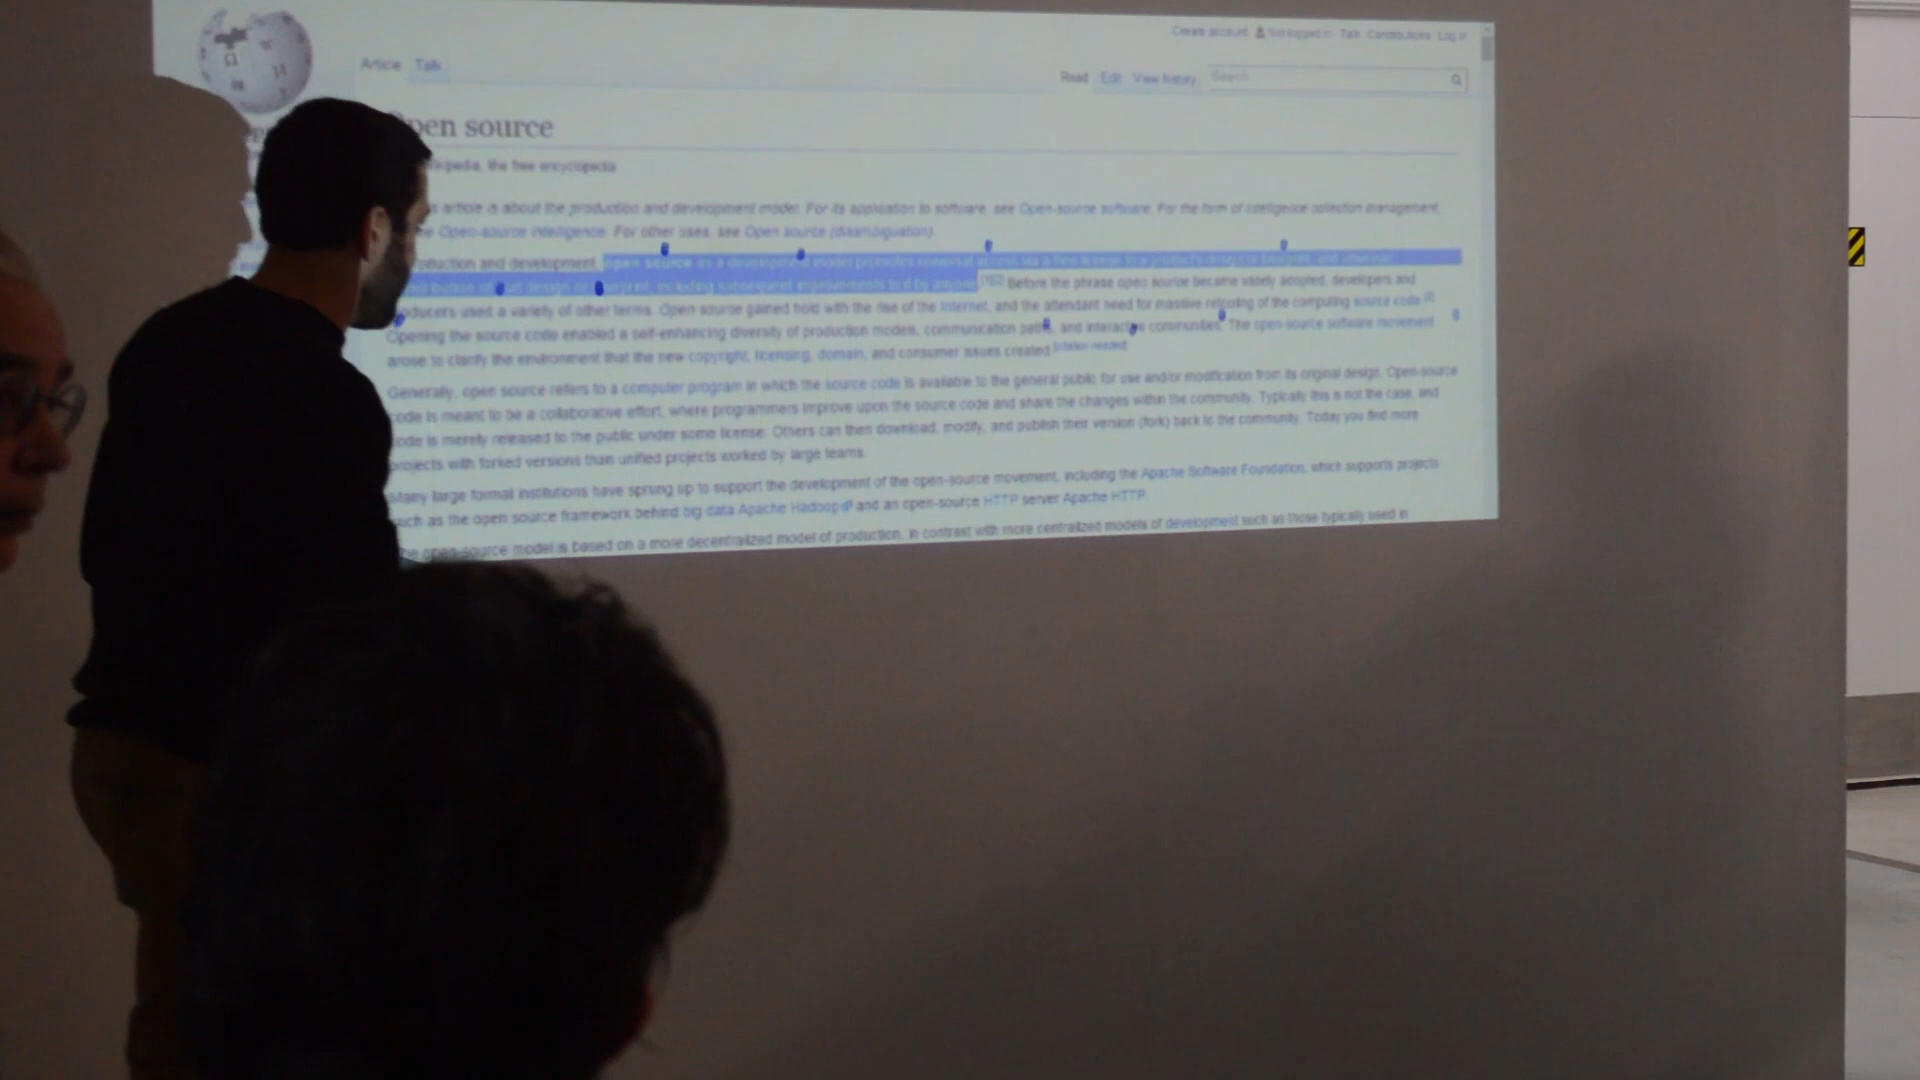 Create account Not logged in Talk Contributions Log in
Article Talk
Read Edit View history Search
pen source
kipedia, the free encyclopedia
s article is about the production and development model. For its application to software, see Open-source software. For the form of intelligence collection management,
e Open-source intelligence. For other uses, see Open source (disambiguation).
oduction and development, open source as a development model promotes universal access via a free license to a product's design or blueprint, and universal
design or including subsequent improvements to it by anyone. Before the phrase open source became widely adopted, developers and
oducers used a variety of other terms. Open source gained hold with the rise of the Internet, and the attendant need for massive retooling of the computing source code.
Opening the source code enabled a self-enhancing diversity of production models, communication paths, and interactive communities. The open-source software movement
arose to clarify the environment that the new copyright, licensing, domain, and consumer issues created.[citation needed]
Generally, open source refers to a computer program in which the source code is available to the general public for use and/or modification from its original design. Open-source
code is meant to be a collaborative effort, where programmers improve upon the source code and share the changes within the community. Typically this is not the case, and
code is merely released to the public under some license. Others can then download, modify, and publish their version (fork) back to the community. Today you find more
projects with forked versions than unified projects worked by large teams.
Many large formal institutions have sprung up to support the development of the open-source movement, including the Apache Software Foundation, which supports projects
such as the open source framework behind big data Apache Hadoop and an open-source HTTP server Apache HTTP.
The open-source model is based on a more decentralized model of production, in contrast with more centralized models of development such as those typically used in